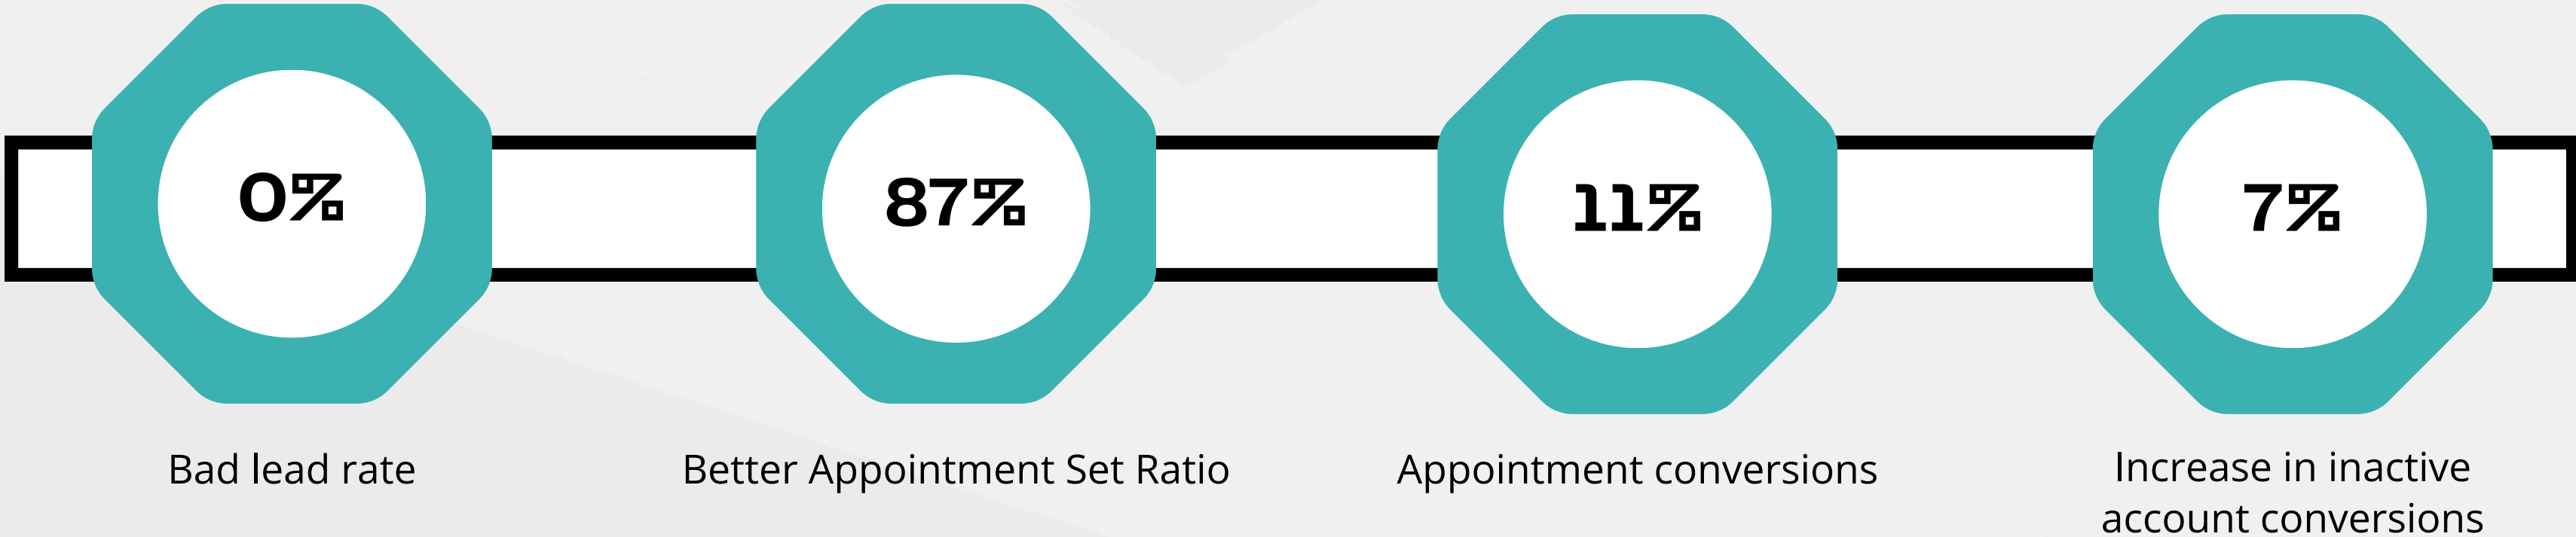 0%
87%
11%
7%
Bad lead rate
Better Appointment Set Ratio
Appointment conversions
Increase in inactive
account conversions